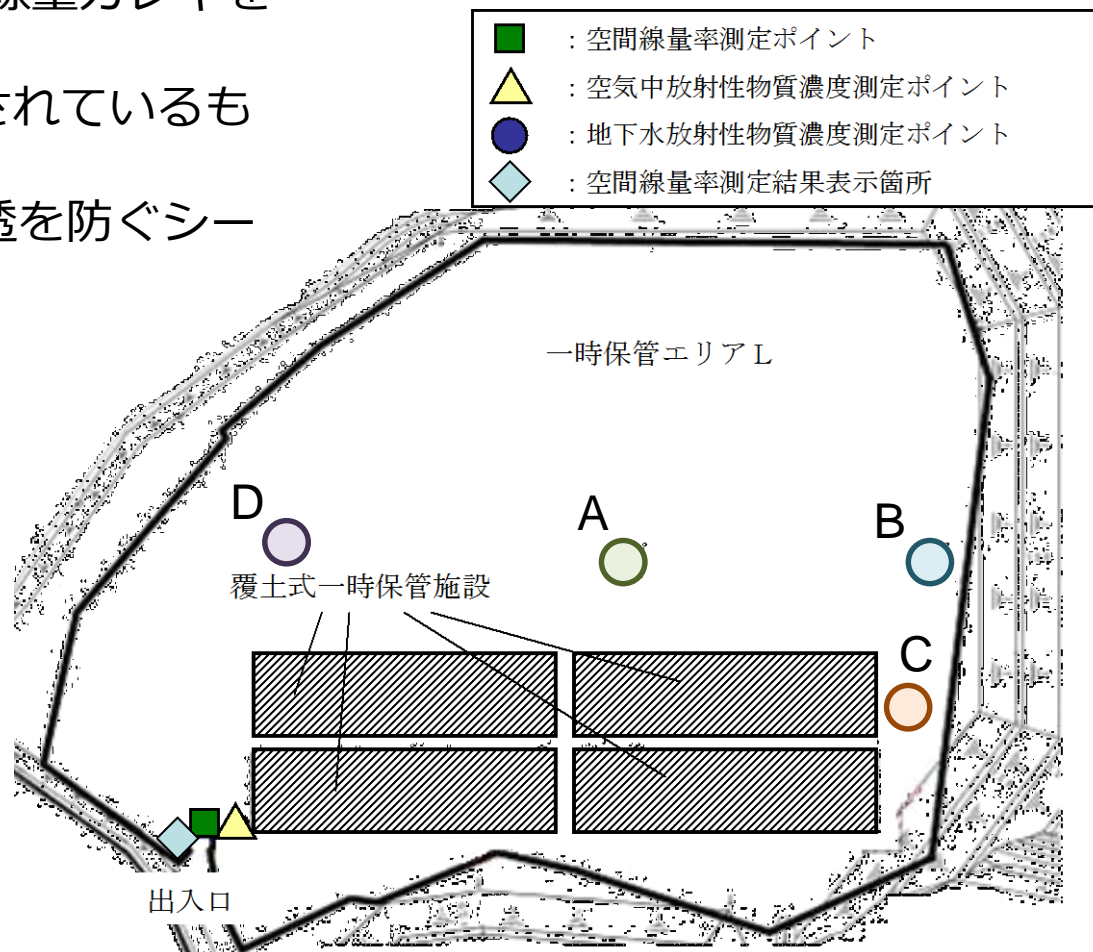 線量ガレキを
されているも
透を防ぐシー
：空間線量率測定ポイント
：空気中放射性物質濃度測定ポイント
：地下水放射性物質濃度測定ポイント
：空間線量率測定結果表示箇所
一時保管エリアＬ
D
A
B
覆土式一時保管施設
C
出入口